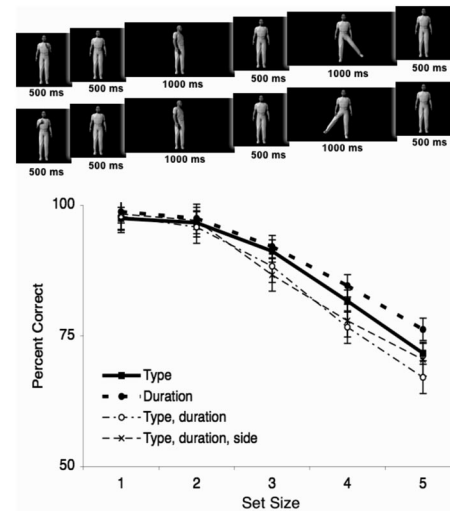 500 ms 500 ms 1000 ms 500 ms 1000 ms 500 ms
500 ms 500 ms 1000 ms 500 ms 1000 ms 500 ms
100
75
50
Percent Correct
Type
Duration
Type, duration
Type, duration, side
1 2 3 4 5
Set Size